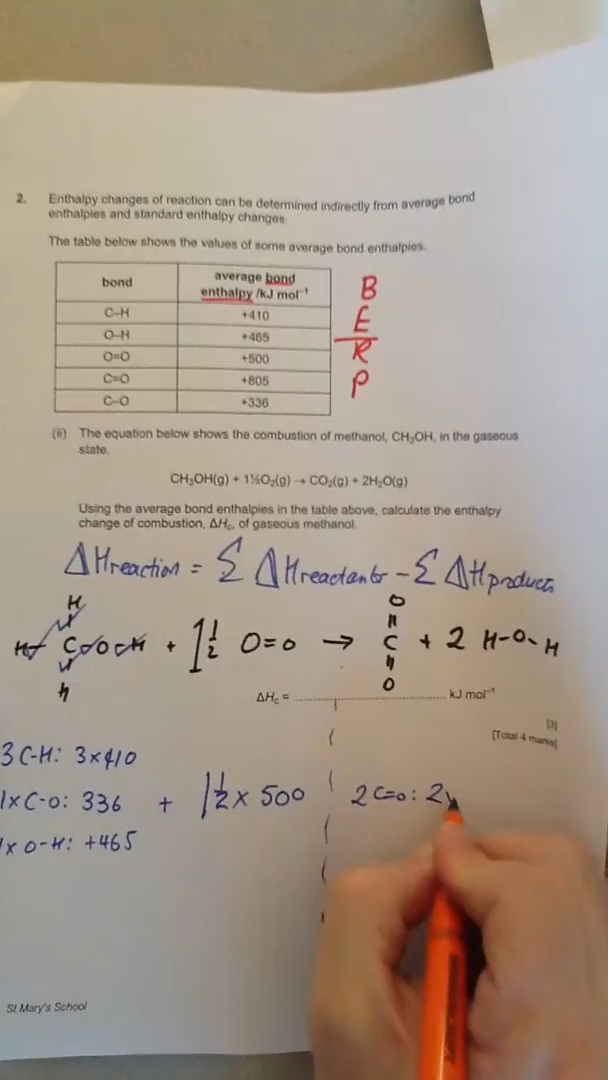 2. Enthalpy changes of reaction can be determined indirectly from average bond
enthalpies and standard enthalpy changes
The table below shows the values of some average bond enthalpies.
bond average bond enthalpy /kJ mol⁻¹
C–H +410
O–H +465
O=O +500
C=O +805
C–O +336
B
E
R
P
(ii) The equation below shows the combustion of methanol, CH₃OH, in the gaseous
state.
CH₃OH(g) + 1½O₂(g) → CO₂(g) + 2H₂O(g)
Using the average bond enthalpies in the table above, calculate the enthalpy
change of combustion, ΔHc, of gaseous methanol.
ΔHreaction = Σ ΔHreactants - Σ ΔHproducts
H O
H C O H + 1½ O=O → C + 2 H-O-H
H O
ΔHc = ........................................ kJ mol⁻¹
[3]
[Total 4 marks]
3 C-H: 3×410
1×C-O: 336 + 1½ × 500 2 C=O: 2×
1× O-H: +465
St Mary's School